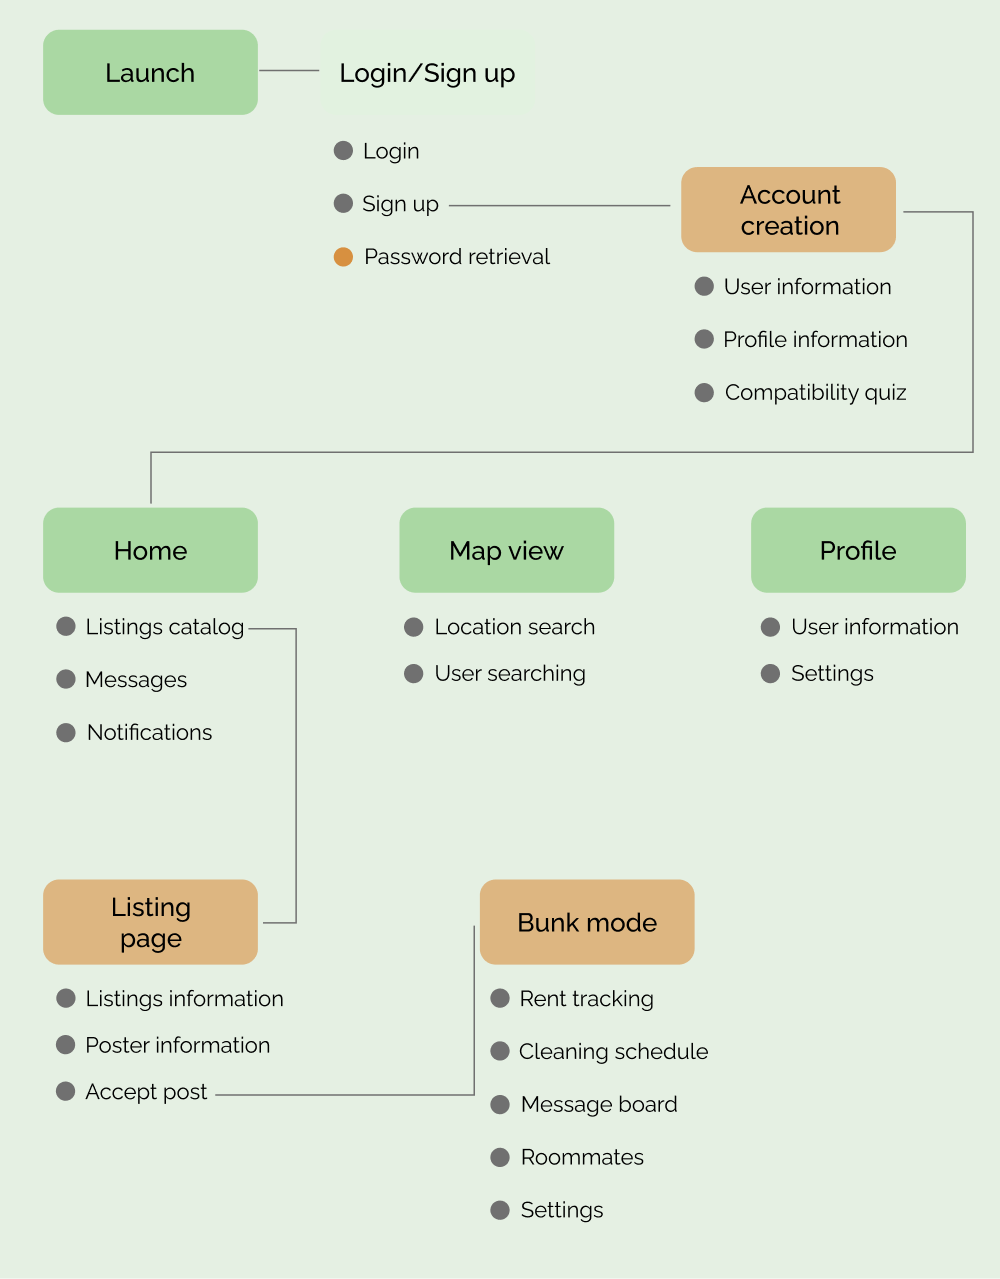 Launch
Login/Sign up
Login
Sign up
Password retrieval
Account
creation
User information
Profile information
Compatibility quiz
Home
Listings catalog
Messages
Notifications
Map view
Location search
User searching
Profile
User information
Settings
Listing
page
Listings information
Poster information
Accept post
Bunk mode
Rent tracking
Cleaning schedule
Message board
Roommates
Settings